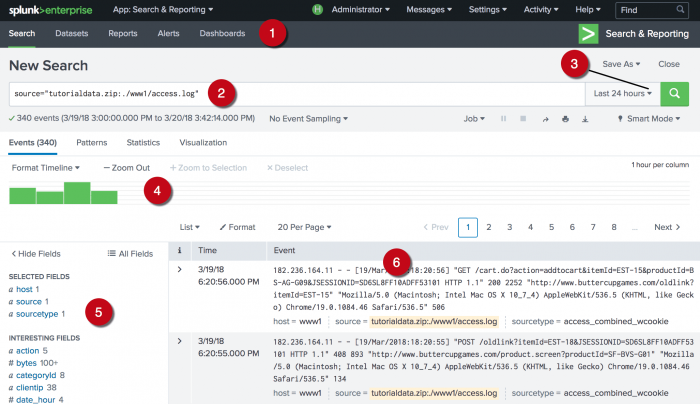 splunk>enterprise App: Search & Reporting ▾ H Administrator ▾ Messages ▾ Settings ▾ Activity ▾ Help ▾ Find
Search Datasets Reports Alerts Dashboards 1 > Search & Reporting
New Search 3 Save As ▾ Close
source="tutorialdata.zip:./www1/access.log" 2 Last 24 hours ▾
✓ 340 events (3/19/18 3:00:00.000 PM to 3/20/18 3:42:14.000 PM) No Event Sampling ▾ Job ▾ Smart Mode ▾
Events (340) Patterns Statistics Visualization
Format Timeline ▾ — Zoom Out + Zoom to Selection × Deselect 1 hour per column
4
List ▾ Format 20 Per Page ▾ < Prev 1 2 3 4 5 6 7 8 ... Next >
< Hide Fields All Fields i Time Event
6
SELECTED FIELDS
a host 1
a source 1
a sourcetype 1
5
INTERESTING FIELDS
a action 5
# bytes 100+
a categoryId 8
a clientip 38
# date_hour 4
> 3/19/18 182.236.164.11 - - [19/Mar/2018:18:20:56] "GET /cart.do?action=addtocart&itemId=EST-15&productId=B
6:20:56.000 PM S-AG-G09&JSESSIONID=SD6SL8FF10ADFF53101 HTTP 1.1" 200 2252 "http://www.buttercupgames.com/oldlink?
itemId=EST-15" "Mozilla/5.0 (Macintosh; Intel Mac OS X 10_7_4) AppleWebKit/536.5 (KHTML, like Gec
ko) Chrome/19.0.1084.46 Safari/536.5" 506
host = www1 source = tutorialdata.zip:./www1/access.log sourcetype = access_combined_wcookie
> 3/19/18 182.236.164.11 - - [19/Mar/2018:18:20:55] "POST /oldlink?itemId=EST-18&JSESSIONID=SD6SL8FF10ADFF53
6:20:55.000 PM 101 HTTP 1.1" 408 893 "http://www.buttercupgames.com/product.screen?productId=SF-BVS-G01" "Mozilla
/5.0 (Macintosh; Intel Mac OS X 10_7_4) AppleWebKit/536.5 (KHTML, like Gecko) Chrome/19.0.1084.46
Safari/536.5" 134
host = www1 source = tutorialdata.zip:./www1/access.log sourcetype = access_combined_wcookie